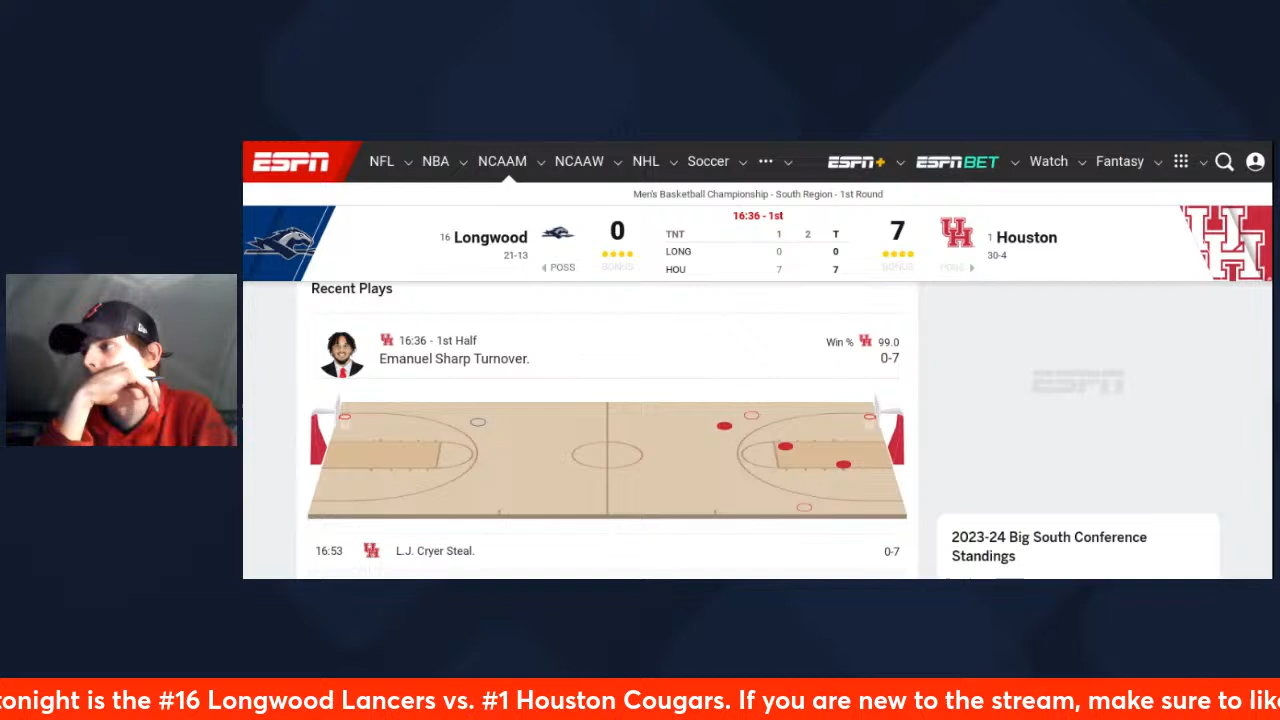 ESPN NFL NBA NCAAM NCAAW NHL Soccer ••• ESPN+ ESPN BET Watch Fantasy
Men's Basketball Championship - South Region - 1st Round
16 Longwood
21-13
0
POSS
BONUS
16:36 - 1st
TNT 1 2 T
LONG 0 0
HOU 7 7
7
BONUS
1 Houston
30-4
POSS
Recent Plays
16:36 - 1st Half
Emanuel Sharp Turnover.
Win % 99.0
0-7
ESPN
16:53 L.J. Cryer Steal. 0-7
2023-24 Big South Conference
Standings
tonight is the #16 Longwood Lancers vs. #1 Houston Cougars. If you are new to the stream, make sure to lik